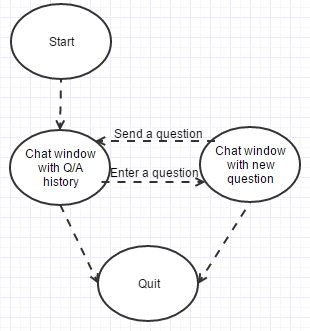 Start
Send a question
Chat window
with Q/A
history
Chat window
with new
question
Enter a question
Quit